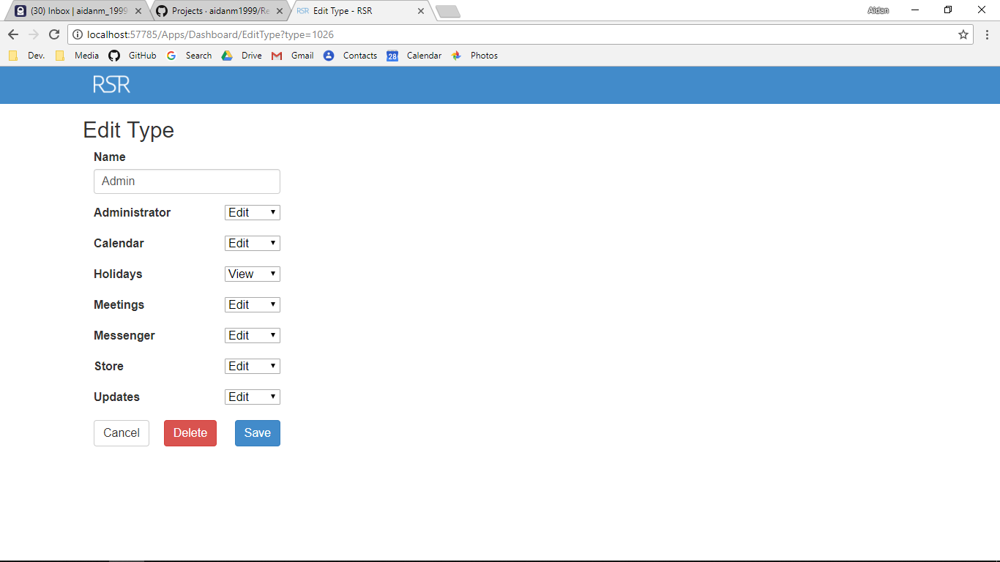 (30) Inbox | aidanm_1999 Projects · aidanm1999/Re Edit Type - RSR Aidan
localhost:57785/Apps/Dashboard/EditType?type=1026
Dev. Media GitHub Search Drive Gmail Contacts 28 Calendar Photos
RSR
Edit Type
Name
Admin
Administrator Edit
Calendar Edit
Holidays View
Meetings Edit
Messenger Edit
Store Edit
Updates Edit
Cancel Delete Save